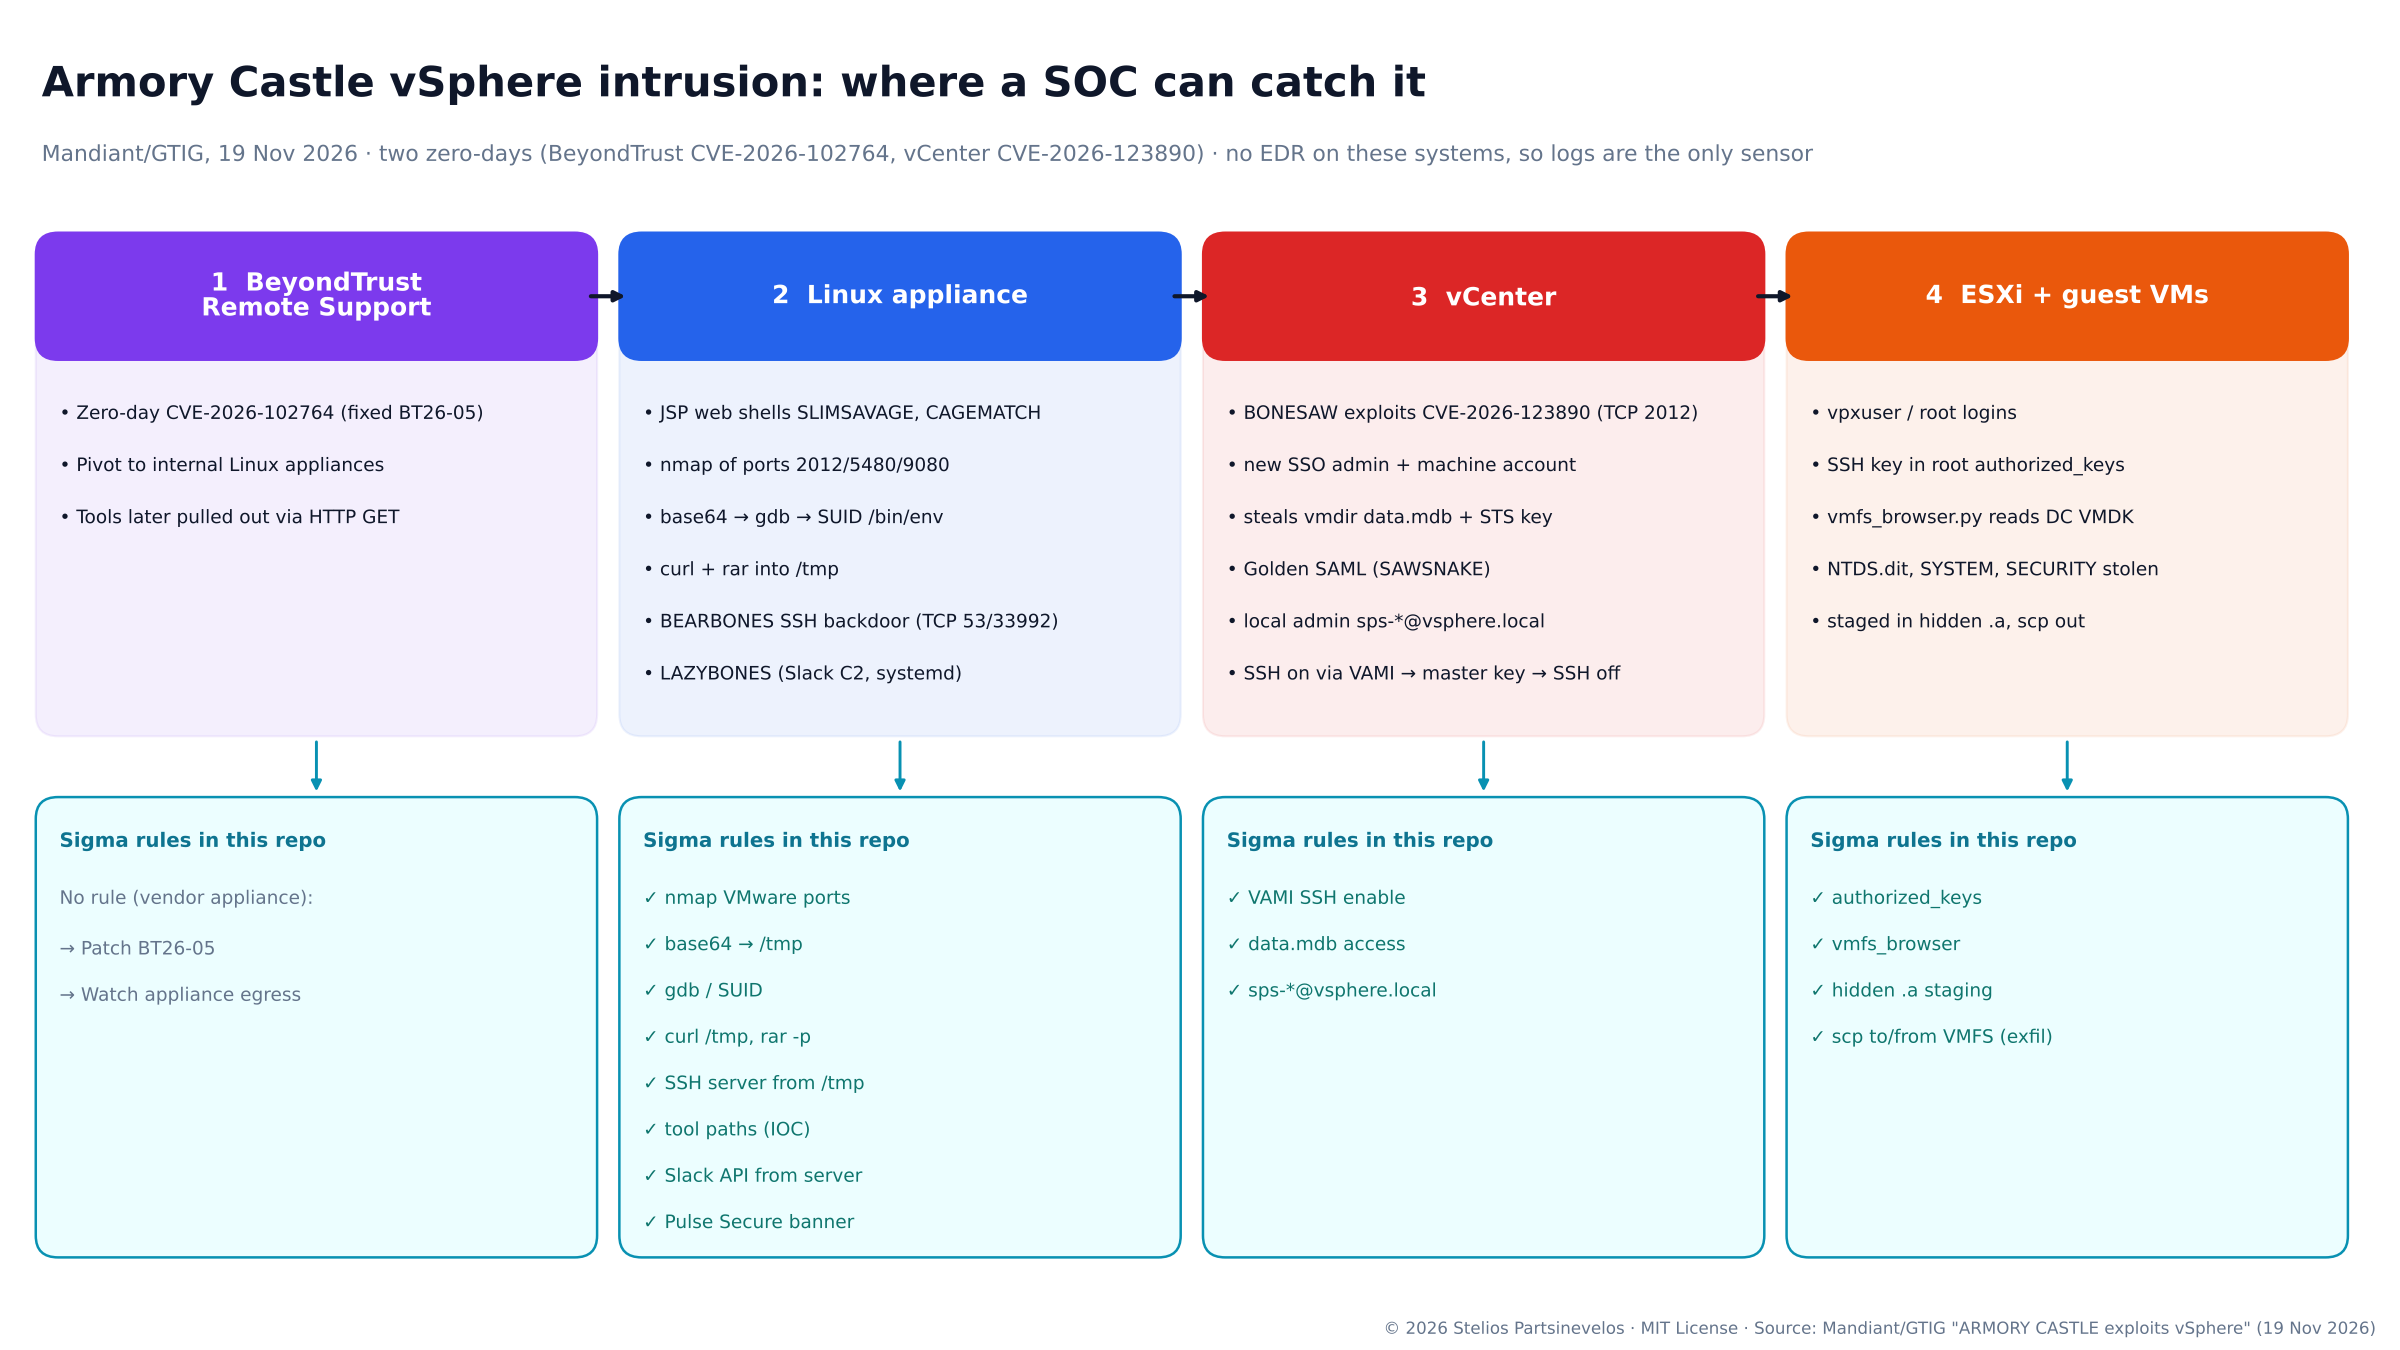 Armory Castle vSphere intrusion: where a SOC can catch it
Mandiant/GTIG, 19 Nov 2026 · two zero-days (BeyondTrust CVE-2026-102764, vCenter CVE-2026-123890) · no EDR on these systems, so logs are the only sensor
1 BeyondTrust
Remote Support
• Zero-day CVE-2026-102764 (fixed BT26-05)
• Pivot to internal Linux appliances
• Tools later pulled out via HTTP GET
Sigma rules in this repo
No rule (vendor appliance):
→ Patch BT26-05
→ Watch appliance egress
2 Linux appliance
• JSP web shells SLIMSAVAGE, CAGEMATCH
• nmap of ports 2012/5480/9080
• base64 → gdb → SUID /bin/env
• curl + rar into /tmp
• BEARBONES SSH backdoor (TCP 53/33992)
• LAZYBONES (Slack C2, systemd)
Sigma rules in this repo
✓ nmap VMware ports
✓ base64 → /tmp
✓ gdb / SUID
✓ curl /tmp, rar -p
✓ SSH server from /tmp
✓ tool paths (IOC)
✓ Slack API from server
✓ Pulse Secure banner
3 vCenter
• BONESAW exploits CVE-2026-123890 (TCP 2012)
• new SSO admin + machine account
• steals vmdir data.mdb + STS key
• Golden SAML (SAWSNAKE)
• local admin sps-*@vsphere.local
• SSH on via VAMI → master key → SSH off
Sigma rules in this repo
✓ VAMI SSH enable
✓ data.mdb access
✓ sps-*@vsphere.local
4 ESXi + guest VMs
• vpxuser / root logins
• SSH key in root authorized_keys
• vmfs_browser.py reads DC VMDK
• NTDS.dit, SYSTEM, SECURITY stolen
• staged in hidden .a, scp out
Sigma rules in this repo
✓ authorized_keys
✓ vmfs_browser
✓ hidden .a staging
✓ scp to/from VMFS (exfil)
© 2026 Stelios Partsinevelos · MIT License · Source: Mandiant/GTIG "ARMORY CASTLE exploits vSphere" (19 Nov 2026)